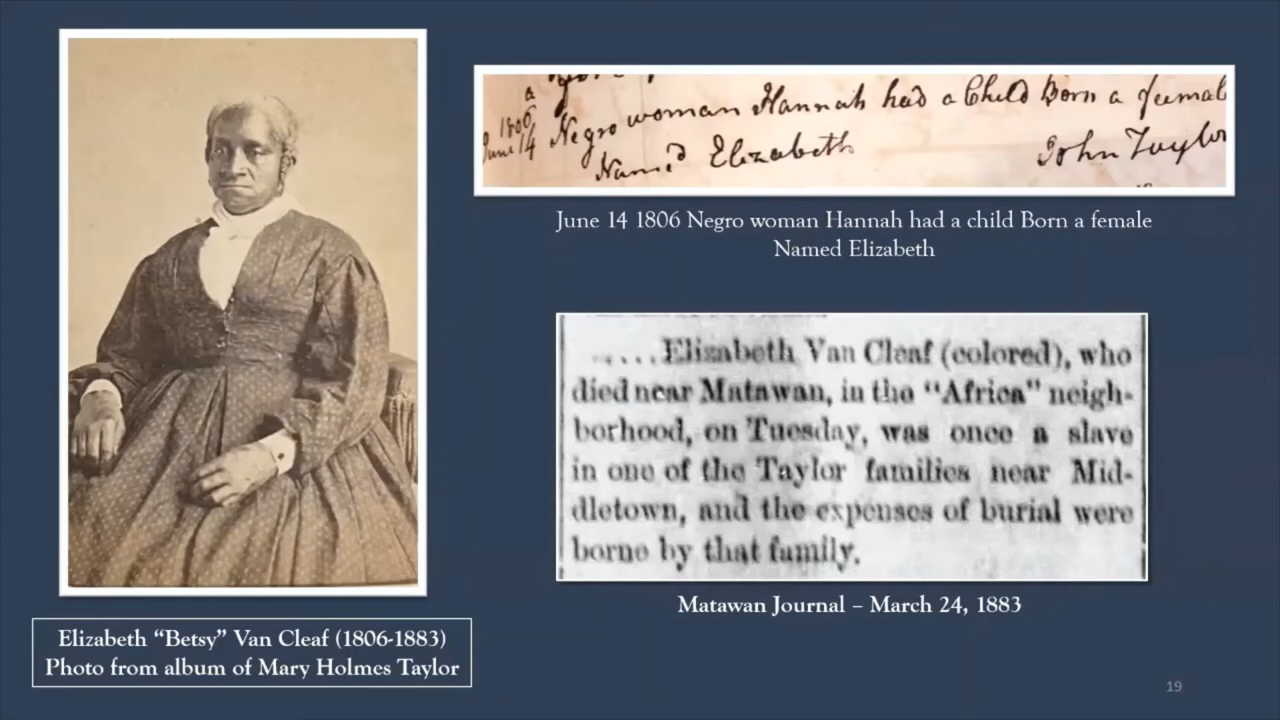 June 14 1806 Negro woman Hannah had a Child Born a female
Nam'd Elizabeth John Taylor
June 14 1806 Negro woman Hannah had a child Born a female
Named Elizabeth
....Elizabeth Van Cleaf (colored), who
died near Matawan, in the "Africa" neigh-
borhood, on Tuesday, was once a slave
in one of the Taylor families near Mid-
dletown, and the expenses of burial were
borne by that family.
Matawan Journal – March 24, 1883
Elizabeth “Betsy” Van Cleaf (1806-1883)
Photo from album of Mary Holmes Taylor
19